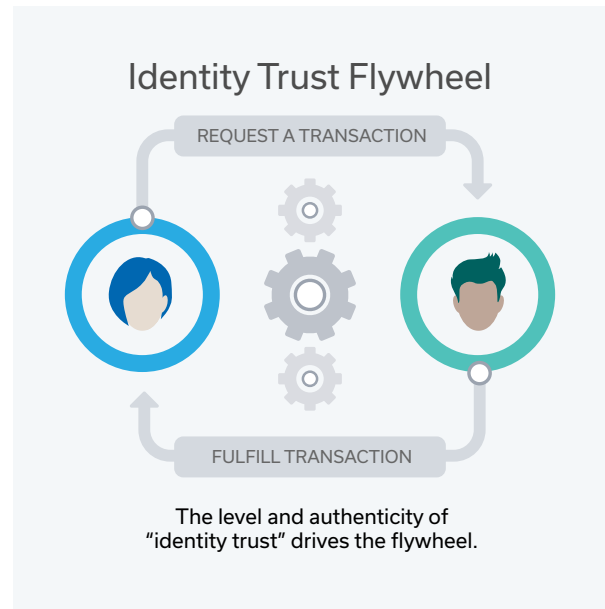 Identity Trust Flywheel
REQUEST A TRANSACTION
FULFILL TRANSACTION
The level and authenticity of
“identity trust” drives the flywheel.